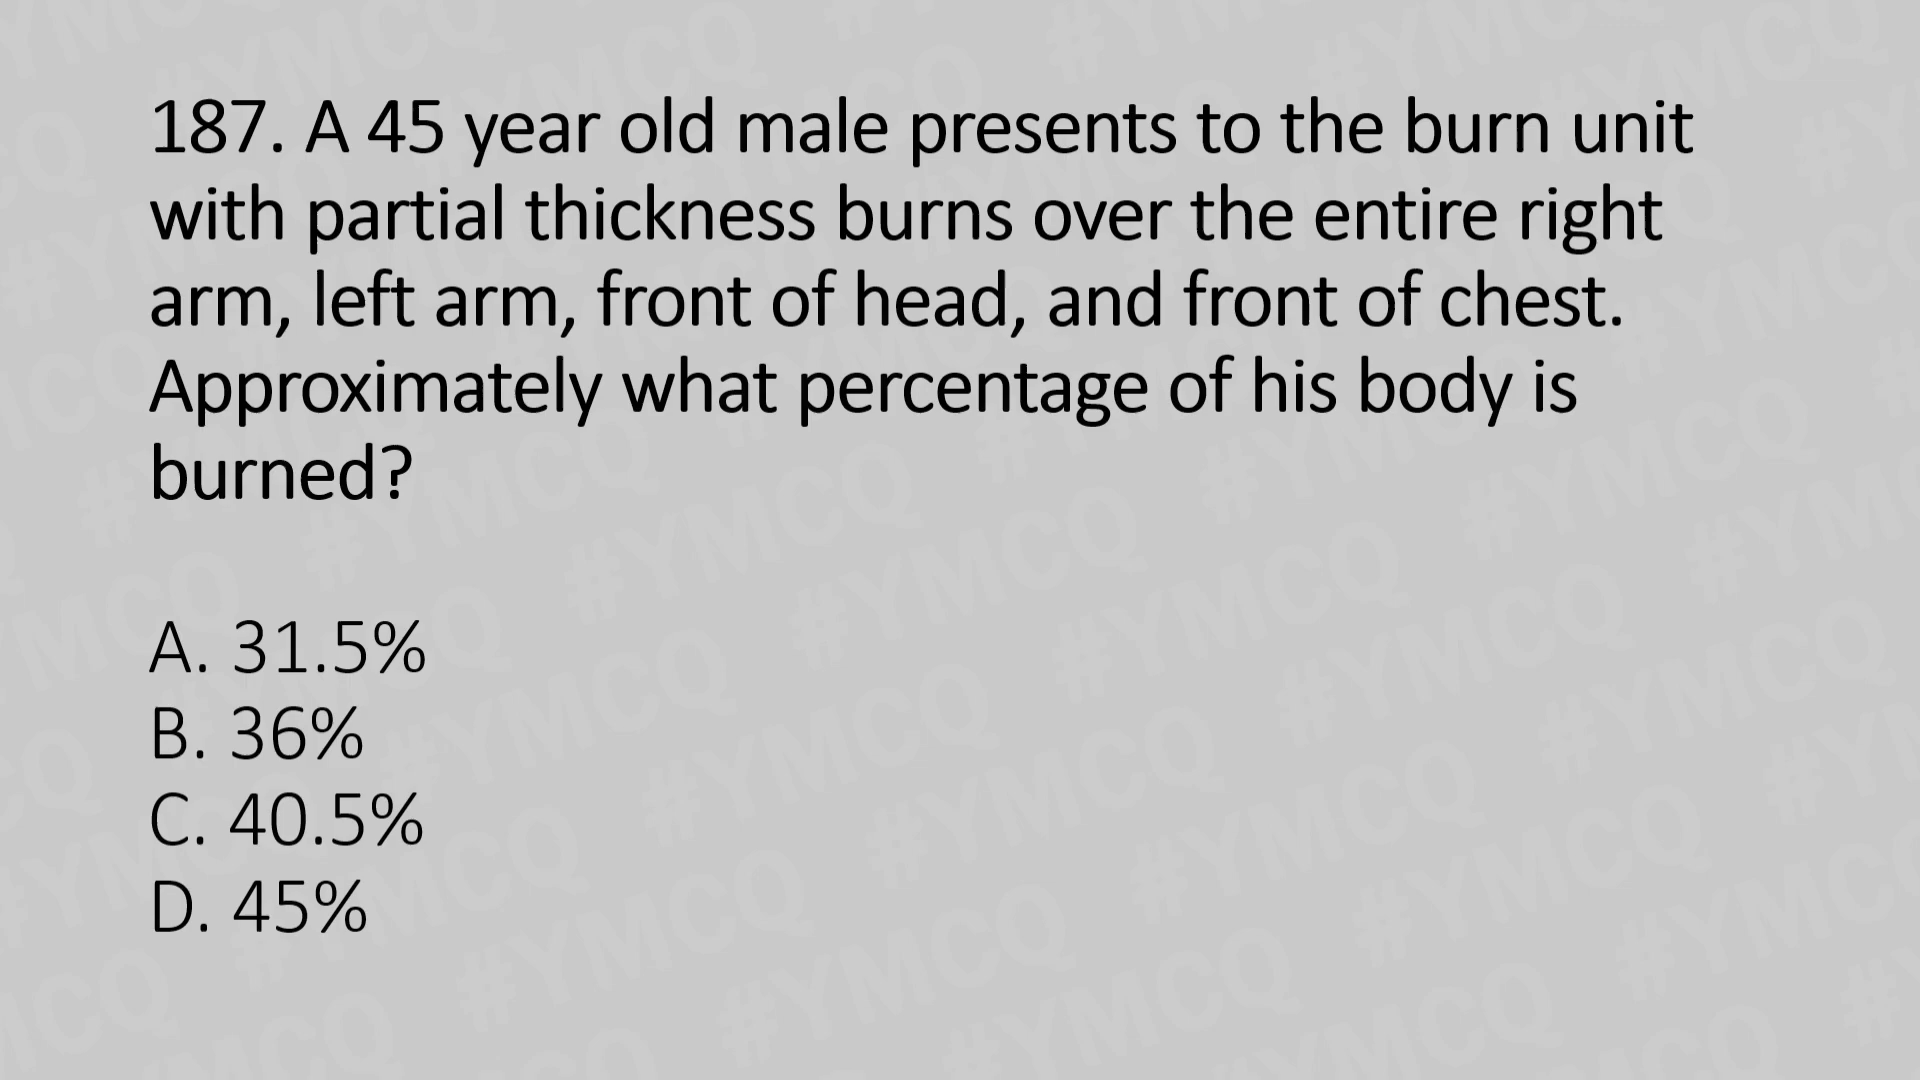 187. A 45 year old male presents to the burn unit
with partial thickness burns over the entire right
arm, left arm, front of head, and front of chest.
Approximately what percentage of his body is
burned?
A. 31.5%
B. 36%
C. 40.5%
D. 45%
#YMCQ